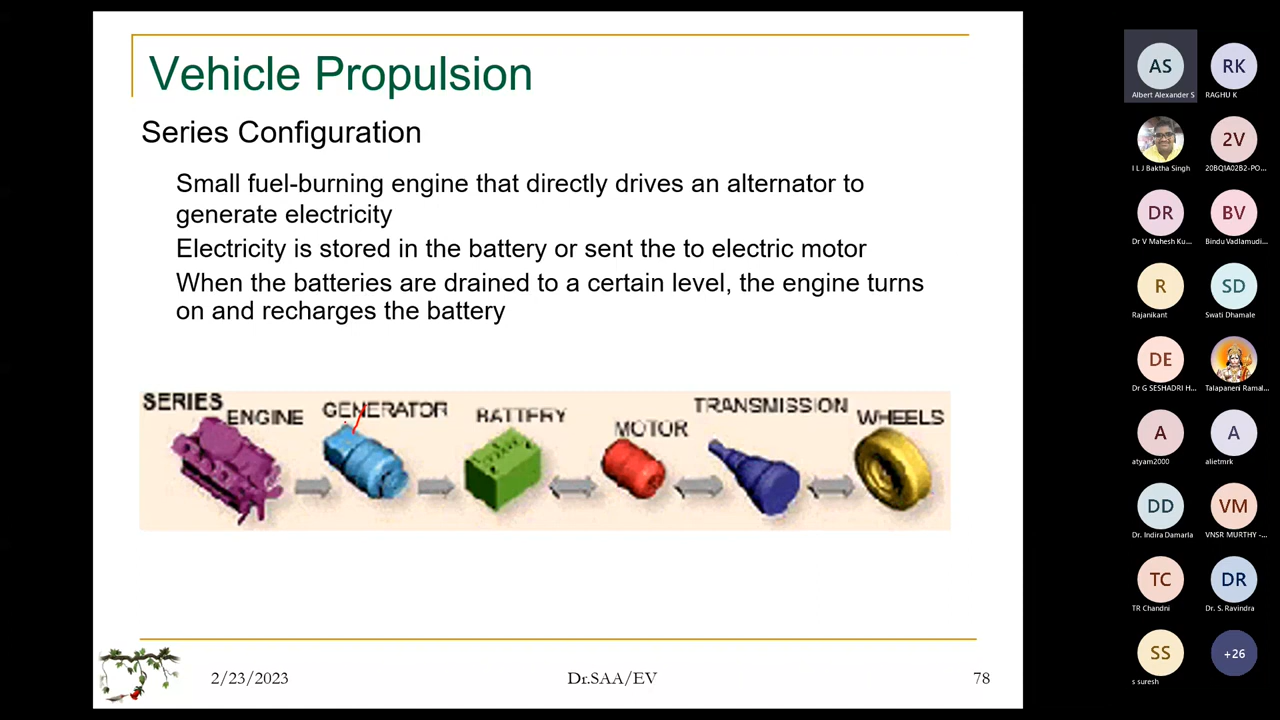 Vehicle Propulsion
Series Configuration
Small fuel-burning engine that directly drives an alternator to
generate electricity
Electricity is stored in the battery or sent the to electric motor
When the batteries are drained to a certain level, the engine turns
on and recharges the battery
SERIES
ENGINE
GENERATOR
BATTERY
MOTOR
TRANSMISSION
WHEELS
2/23/2023
Dr.SAA/EV
78
AS
Albert Alexander S
RK
RAGHU K
I L J Baktha Singh
2V
20BQ1A02B2-PO...
DR
Dr V Mahesh Ku...
BV
Bindu Vadlamudi...
R
Rajanikant
SD
Swati Dhamale
DE
Dr G SESHADRI H...
Talapaneni Ramal...
A
atyam2000
A
alietmrk
DD
Dr. Indira Damarla
VM
VNSR MURTHY -...
TC
TR Chandni
DR
Dr. S. Ravindra
SS
s suresh
+26